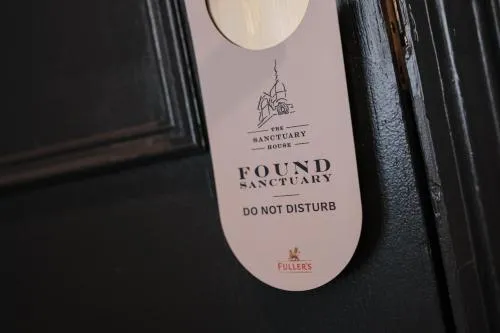 THE
SANCTUARY
HOUSE
FOUND
SANCTUARY
DO NOT DISTURB
FULLER'S